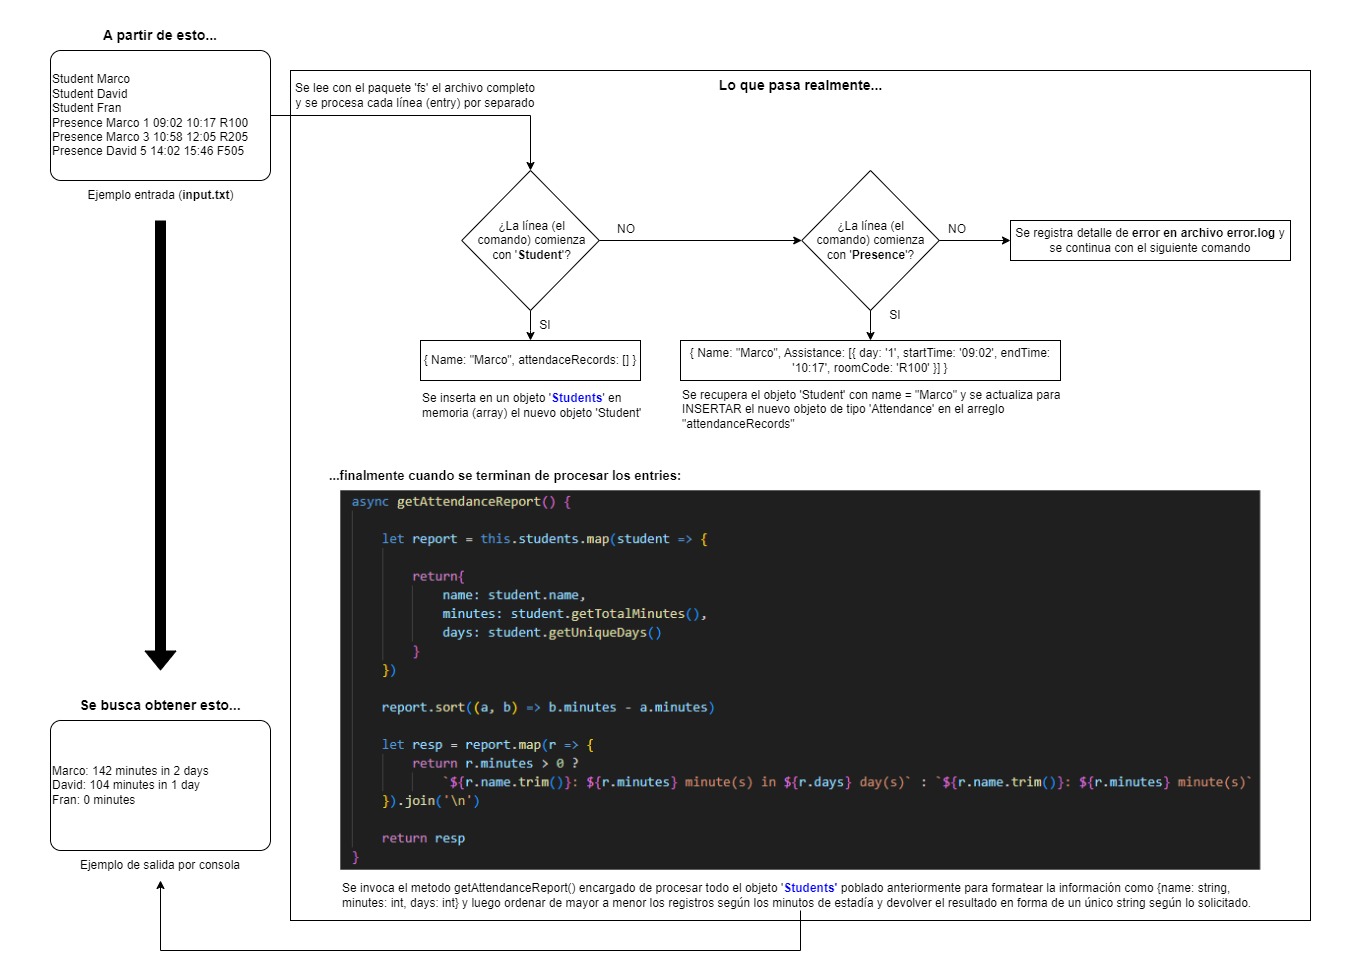 A partir de esto...
Student Marco
Student David
Student Fran
Presence Marco 1 09:02 10:17 R100
Presence Marco 3 10:58 12:05 R205
Presence David 5 14:02 15:46 F505
Ejemplo entrada (input.txt)
Se busca obtener esto...
Marco: 142 minutes in 2 days
David: 104 minutes in 1 day
Fran: 0 minutes
Ejemplo de salida por consola
Lo que pasa realmente...
Se lee con el paquete 'fs' el archivo completo
y se procesa cada línea (entry) por separado
¿La línea (el
comando) comienza
con 'Student'?
NO
SI
¿La línea (el
comando) comienza
con 'Presence'?
NO
SI
Se registra detalle de error en archivo error.log y
se continua con el siguiente comando
{ Name: "Marco", attendaceRecords: [] }
Se inserta en un objeto 'Students' en
memoria (array) el nuevo objeto 'Student'
{ Name: "Marco", Assistance: [{ day: '1', startTime: '09:02', endTime:
'10:17', roomCode: 'R100' }] }
Se recupera el objeto 'Student' con name = "Marco" y se actualiza para
INSERTAR el nuevo objeto de tipo 'Attendance' en el arreglo
"attendanceRecords"
...finalmente cuando se terminan de procesar los entries:
async getAttendanceReport() {
let report = this.students.map(student => {
return{
name: student.name,
minutes: student.getTotalMinutes(),
days: student.getUniqueDays()
}
})
report.sort((a, b) => b.minutes - a.minutes)
let resp = report.map(r => {
return r.minutes > 0 ?
`${r.name.trim()}: ${r.minutes} minute(s) in ${r.days} day(s)` : `${r.name.trim()}: ${r.minutes} minute(s)`
}).join('\n')
return resp
}
Se invoca el metodo getAttendanceReport() encargado de procesar todo el objeto 'Students' poblado anteriormente para formatear la información como {name: string,
minutes: int, days: int} y luego ordenar de mayor a menor los registros según los minutos de estadía y devolver el resultado en forma de un único string según lo solicitado.